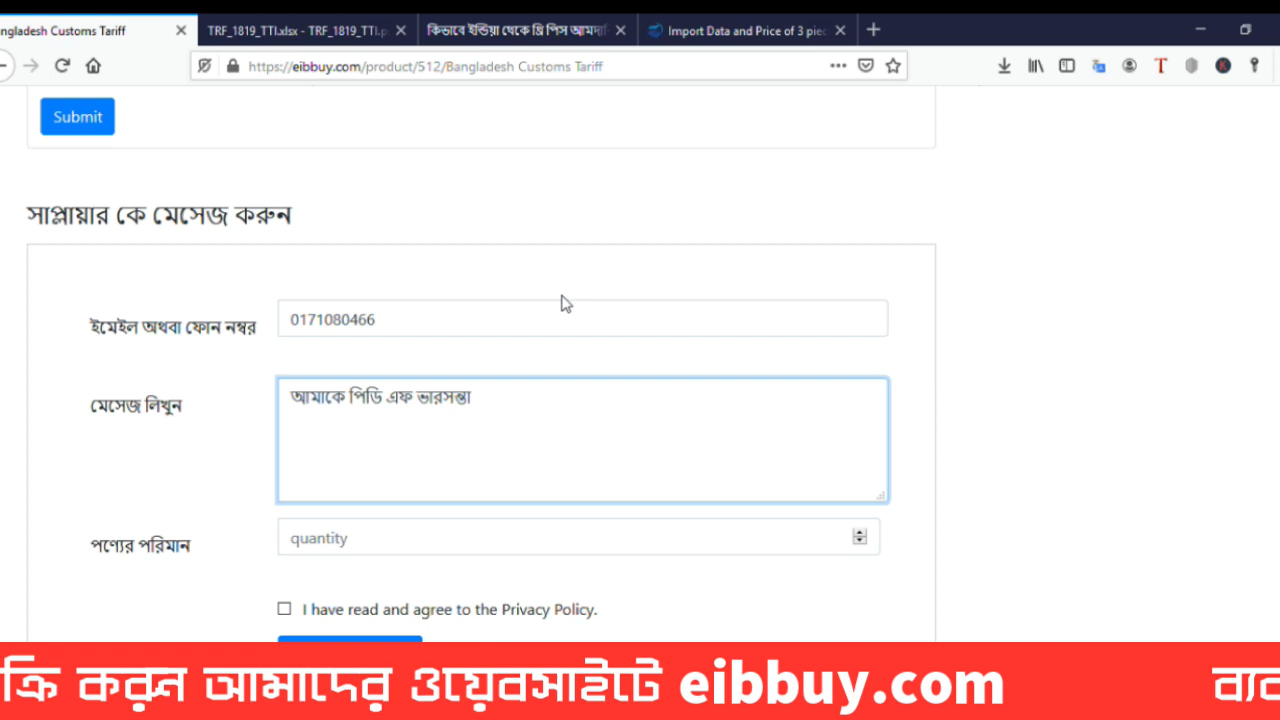 ngladesh Customs Tariff
TRF_1819_TTI.xlsx - TRF_1819_TTI.p
কিভাবে ইন্ডিয়া থেকে থ্রি পিস আমদা
Import Data and Price of 3 piec
https://eibbuy.com/product/512/Bangladesh Customs Tariff
Submit
সাপ্লায়ার কে মেসেজ করুন
ইমেইল অথবা ফোন নম্বর
0171080466
মেসেজ লিখুন
আমাকে পিডি এফ ভারসন্তা
পণ্যের পরিমান
quantity
I have read and agree to the Privacy Policy.
ক্রি করুন আমাদের ওয়েবসাইটে eibbuy.com
ব্যব